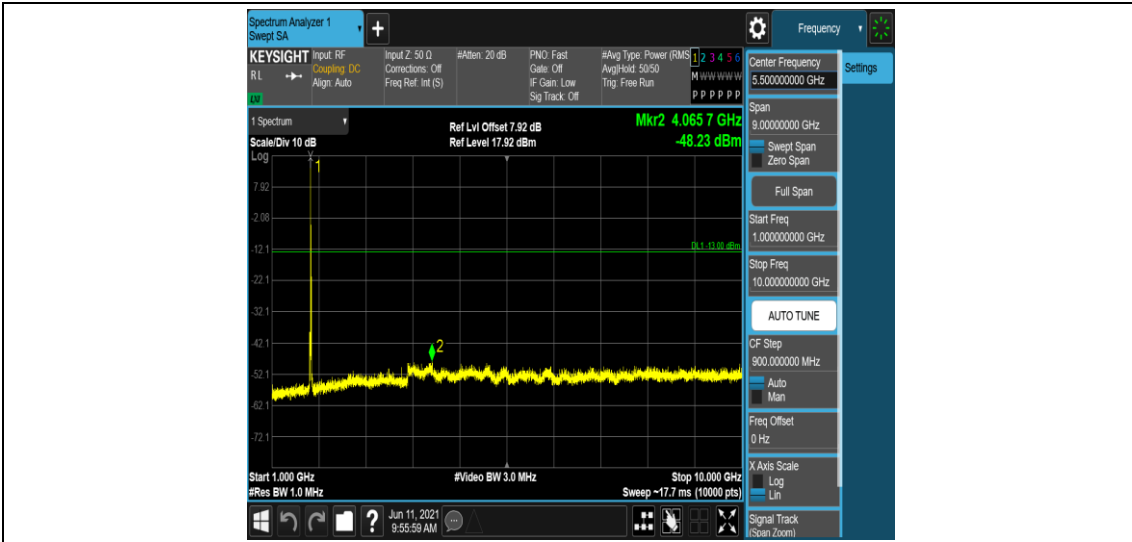 Spectrum Analyzer 1
Swept SA
+
Frequency
KEYSIGHT
RL
Input: RF
Coupling: DC
Align: Auto
Input Z: 50 Ω
Corrections: Off
Freq Ref: Int (S)
#Atten: 20 dB
PNO: Fast
Gate: Off
IF Gain: Low
Sig Track: Off
#Avg Type: Power (RMS
Avg|Hold: 50/50
Trig: Free Run
1 2 3 4 5 6
M W W W W W
P P P P P P
1 Spectrum
Scale/Div 10 dB
Ref Lvl Offset 7.92 dB
Ref Level 17.92 dBm
Mkr2 4.065 7 GHz
-48.23 dBm
Log
1
7.92
-2.08
-12.1
DL1 -13.00 dBm
-22.1
-32.1
-42.1
2
-52.1
-62.1
-72.1
Start 1.000 GHz
#Res BW 1.0 MHz
#Video BW 3.0 MHz
Stop 10.000 GHz
Sweep ~17.7 ms (10000 pts)
?
Jun 11, 2021
9:55:59 AM
Center Frequency
5.500000000 GHz
Settings
Span
9.00000000 GHz
Swept Span
Zero Span
Full Span
Start Freq
1.000000000 GHz
Stop Freq
10.000000000 GHz
AUTO TUNE
CF Step
900.000000 MHz
Auto
Man
Freq Offset
0 Hz
X Axis Scale
Log
Lin
Signal Track
(Span Zoom)